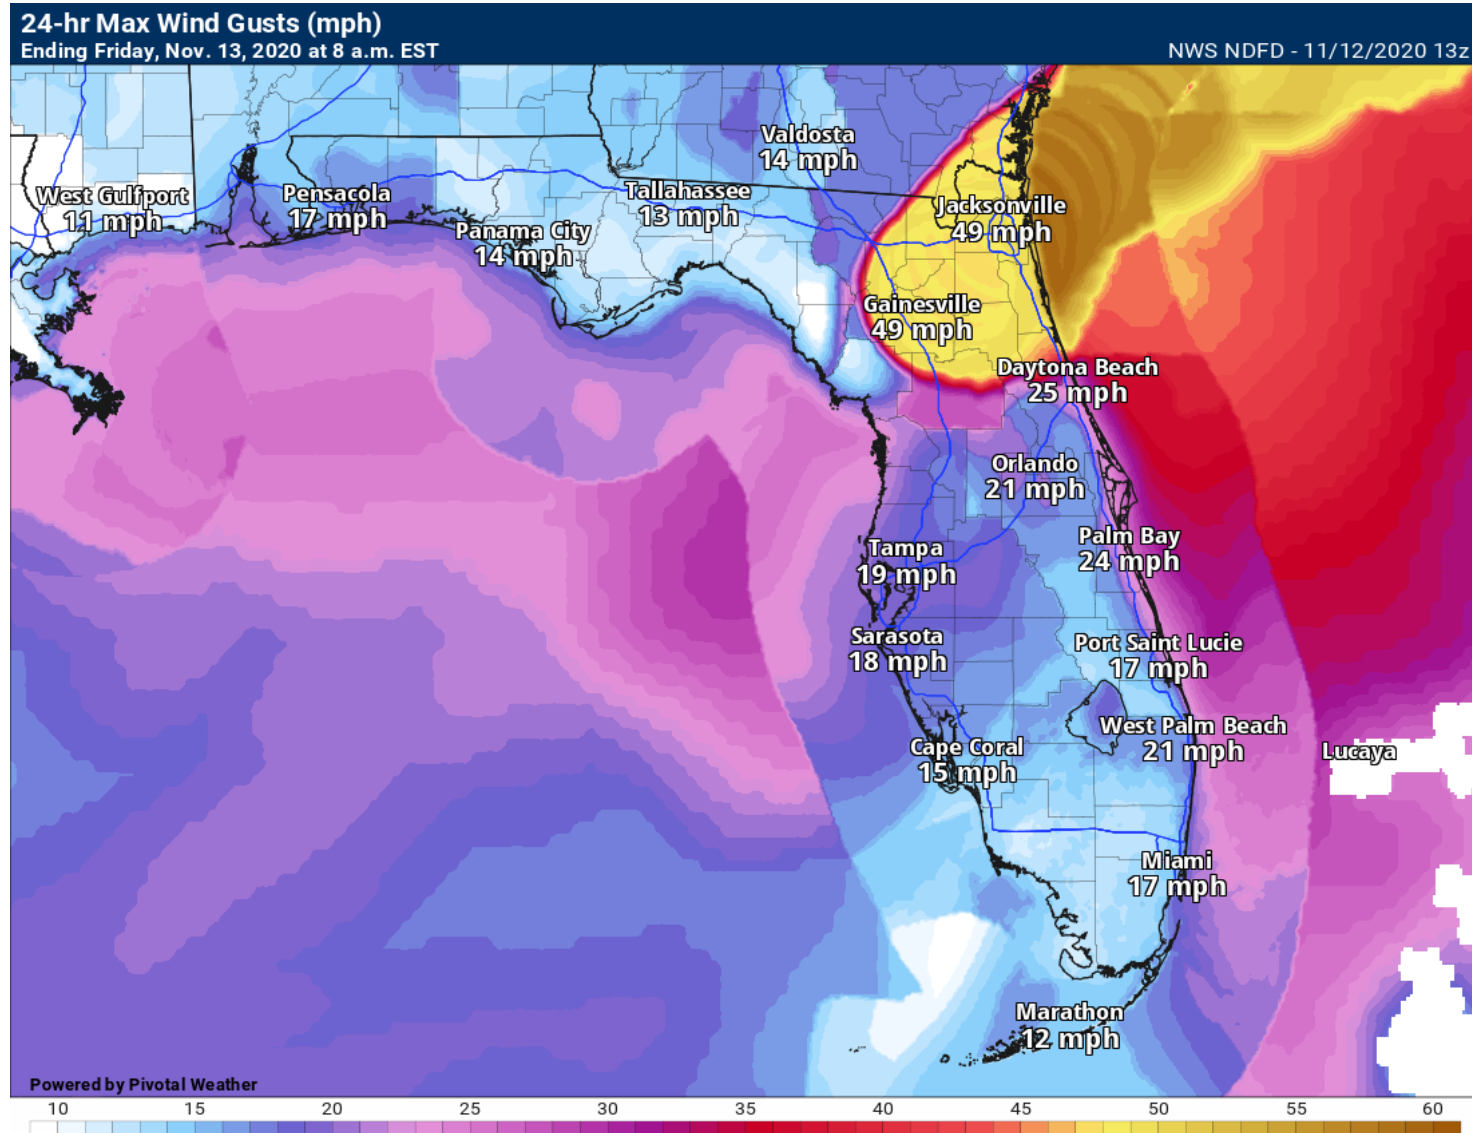 24-hr Max Wind Gusts (mph)
Ending Friday, Nov. 13, 2020 at 8 a.m. EST
NWS NDFD - 11/12/2020 13z
Valdosta
14 mph
West Gulfport
11 mph
Pensacola
17 mph
Tallahassee
13 mph
Panama City
14 mph
Jacksonville
49 mph
Gainesville
49 mph
Daytona Beach
25 mph
Orlando
21 mph
Palm Bay
24 mph
Tampa
19 mph
Sarasota
18 mph
Port Saint Lucie
17 mph
West Palm Beach
21 mph
Cape Coral
15 mph
Lucaya
Miami
17 mph
Marathon
12 mph
Powered by Pivotal Weather
10 15 20 25 30 35 40 45 50 55 60